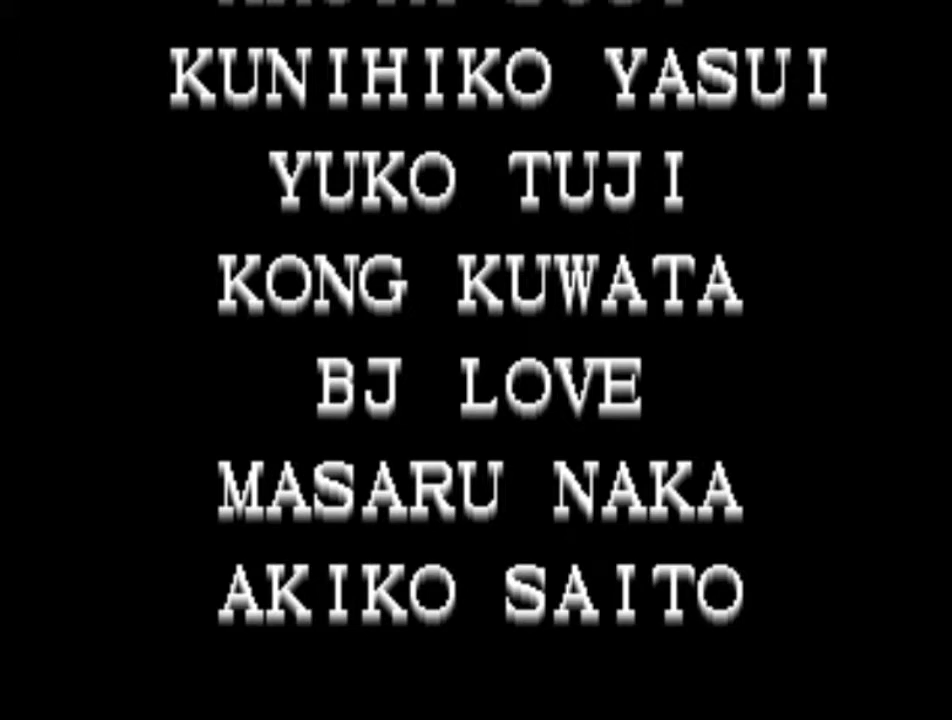 KUNIHIKO YASUI
YUKO TUJI
KONG KUWATA
BJ LOVE
MASARU NAKA
AKIKO SAITO